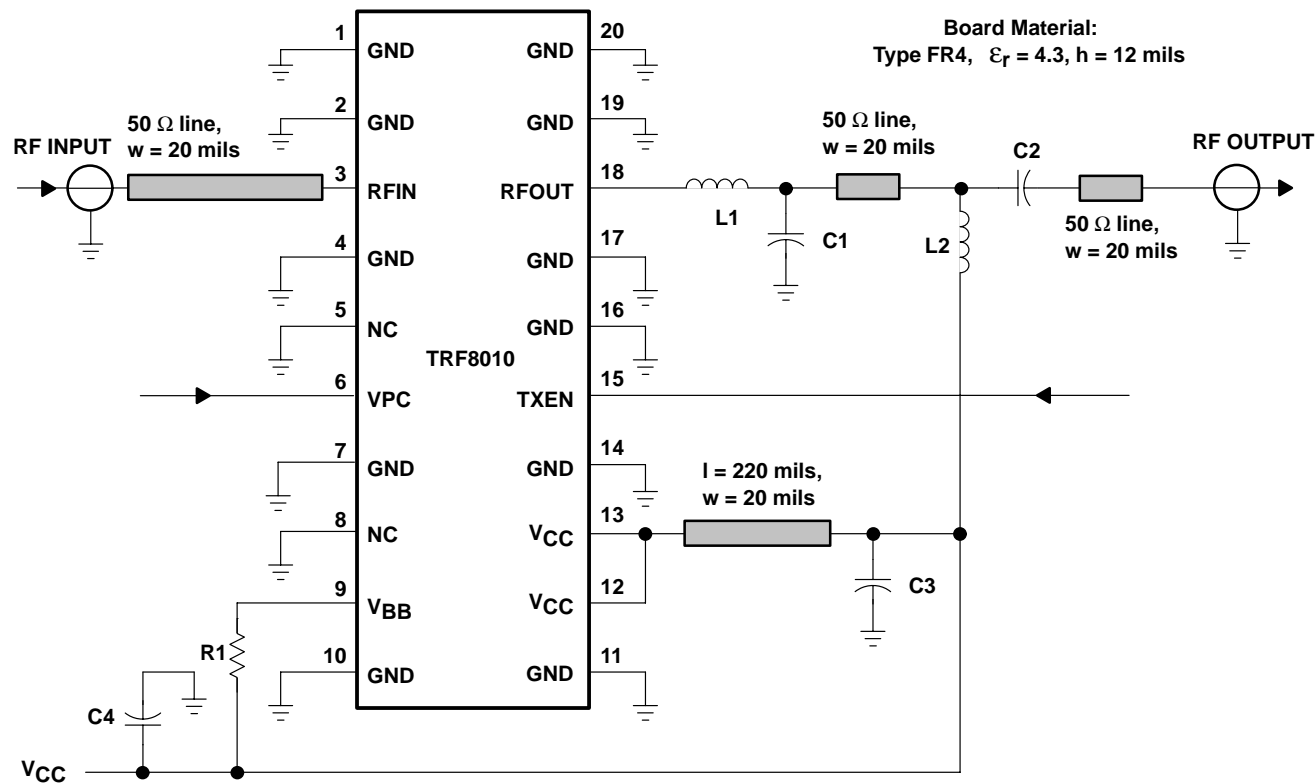 Board Material:
Type FR4, Ɛr = 4.3, h = 12 mils
RF INPUT
50 Ω line,
w = 20 mils
1
GND
2
GND
3
RFIN
4
GND
5
NC
6
VPC
7
GND
8
NC
9
VBB
10
GND
TRF8010
20
GND
19
GND
18
RFOUT
17
GND
16
GND
15
TXEN
14
GND
13
VCC
12
VCC
11
GND
L1
C1
50 Ω line,
w = 20 mils
L2
C2
50 Ω line,
w = 20 mils
RF OUTPUT
l = 220 mils,
w = 20 mils
C3
R1
C4
VCC